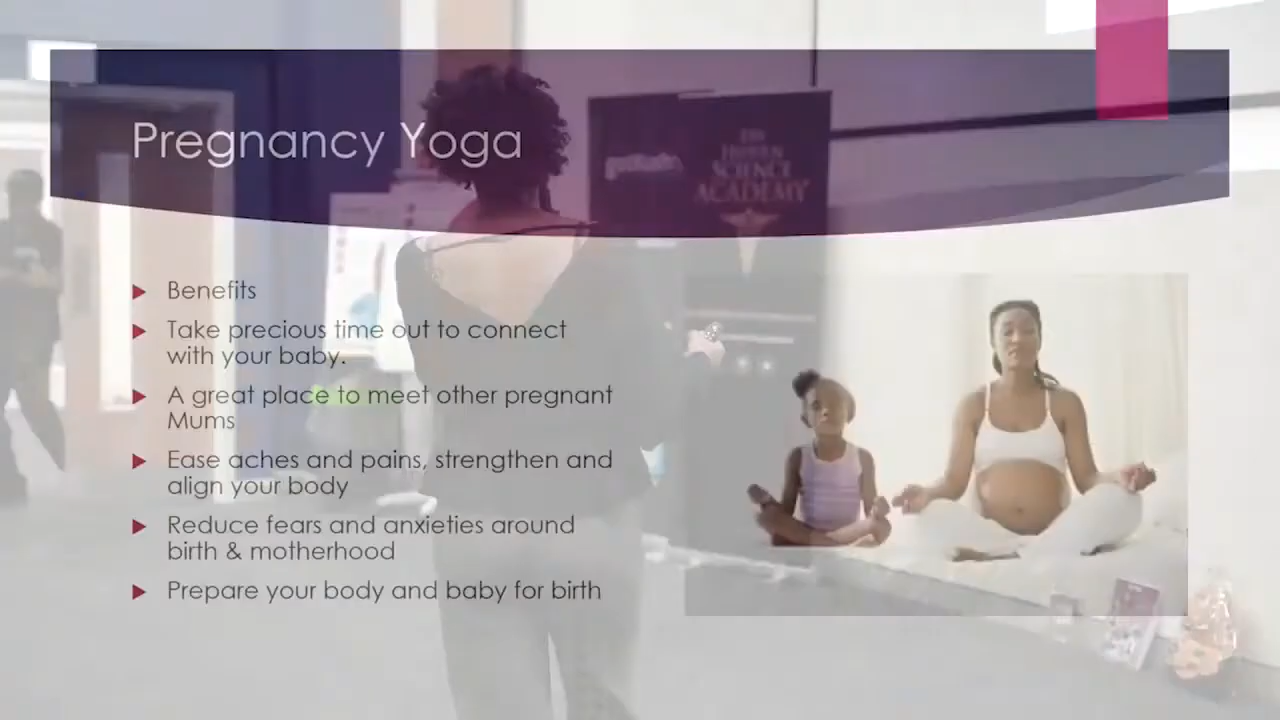 Pregnancy Yoga
SCIENCE
ACADEMY
Benefits
Take precious time out to connect
with your baby.
A great place to meet other pregnant
Mums
Ease aches and pains, strengthen and
align your body
Reduce fears and anxieties around
birth & motherhood
Prepare your body and baby for birth